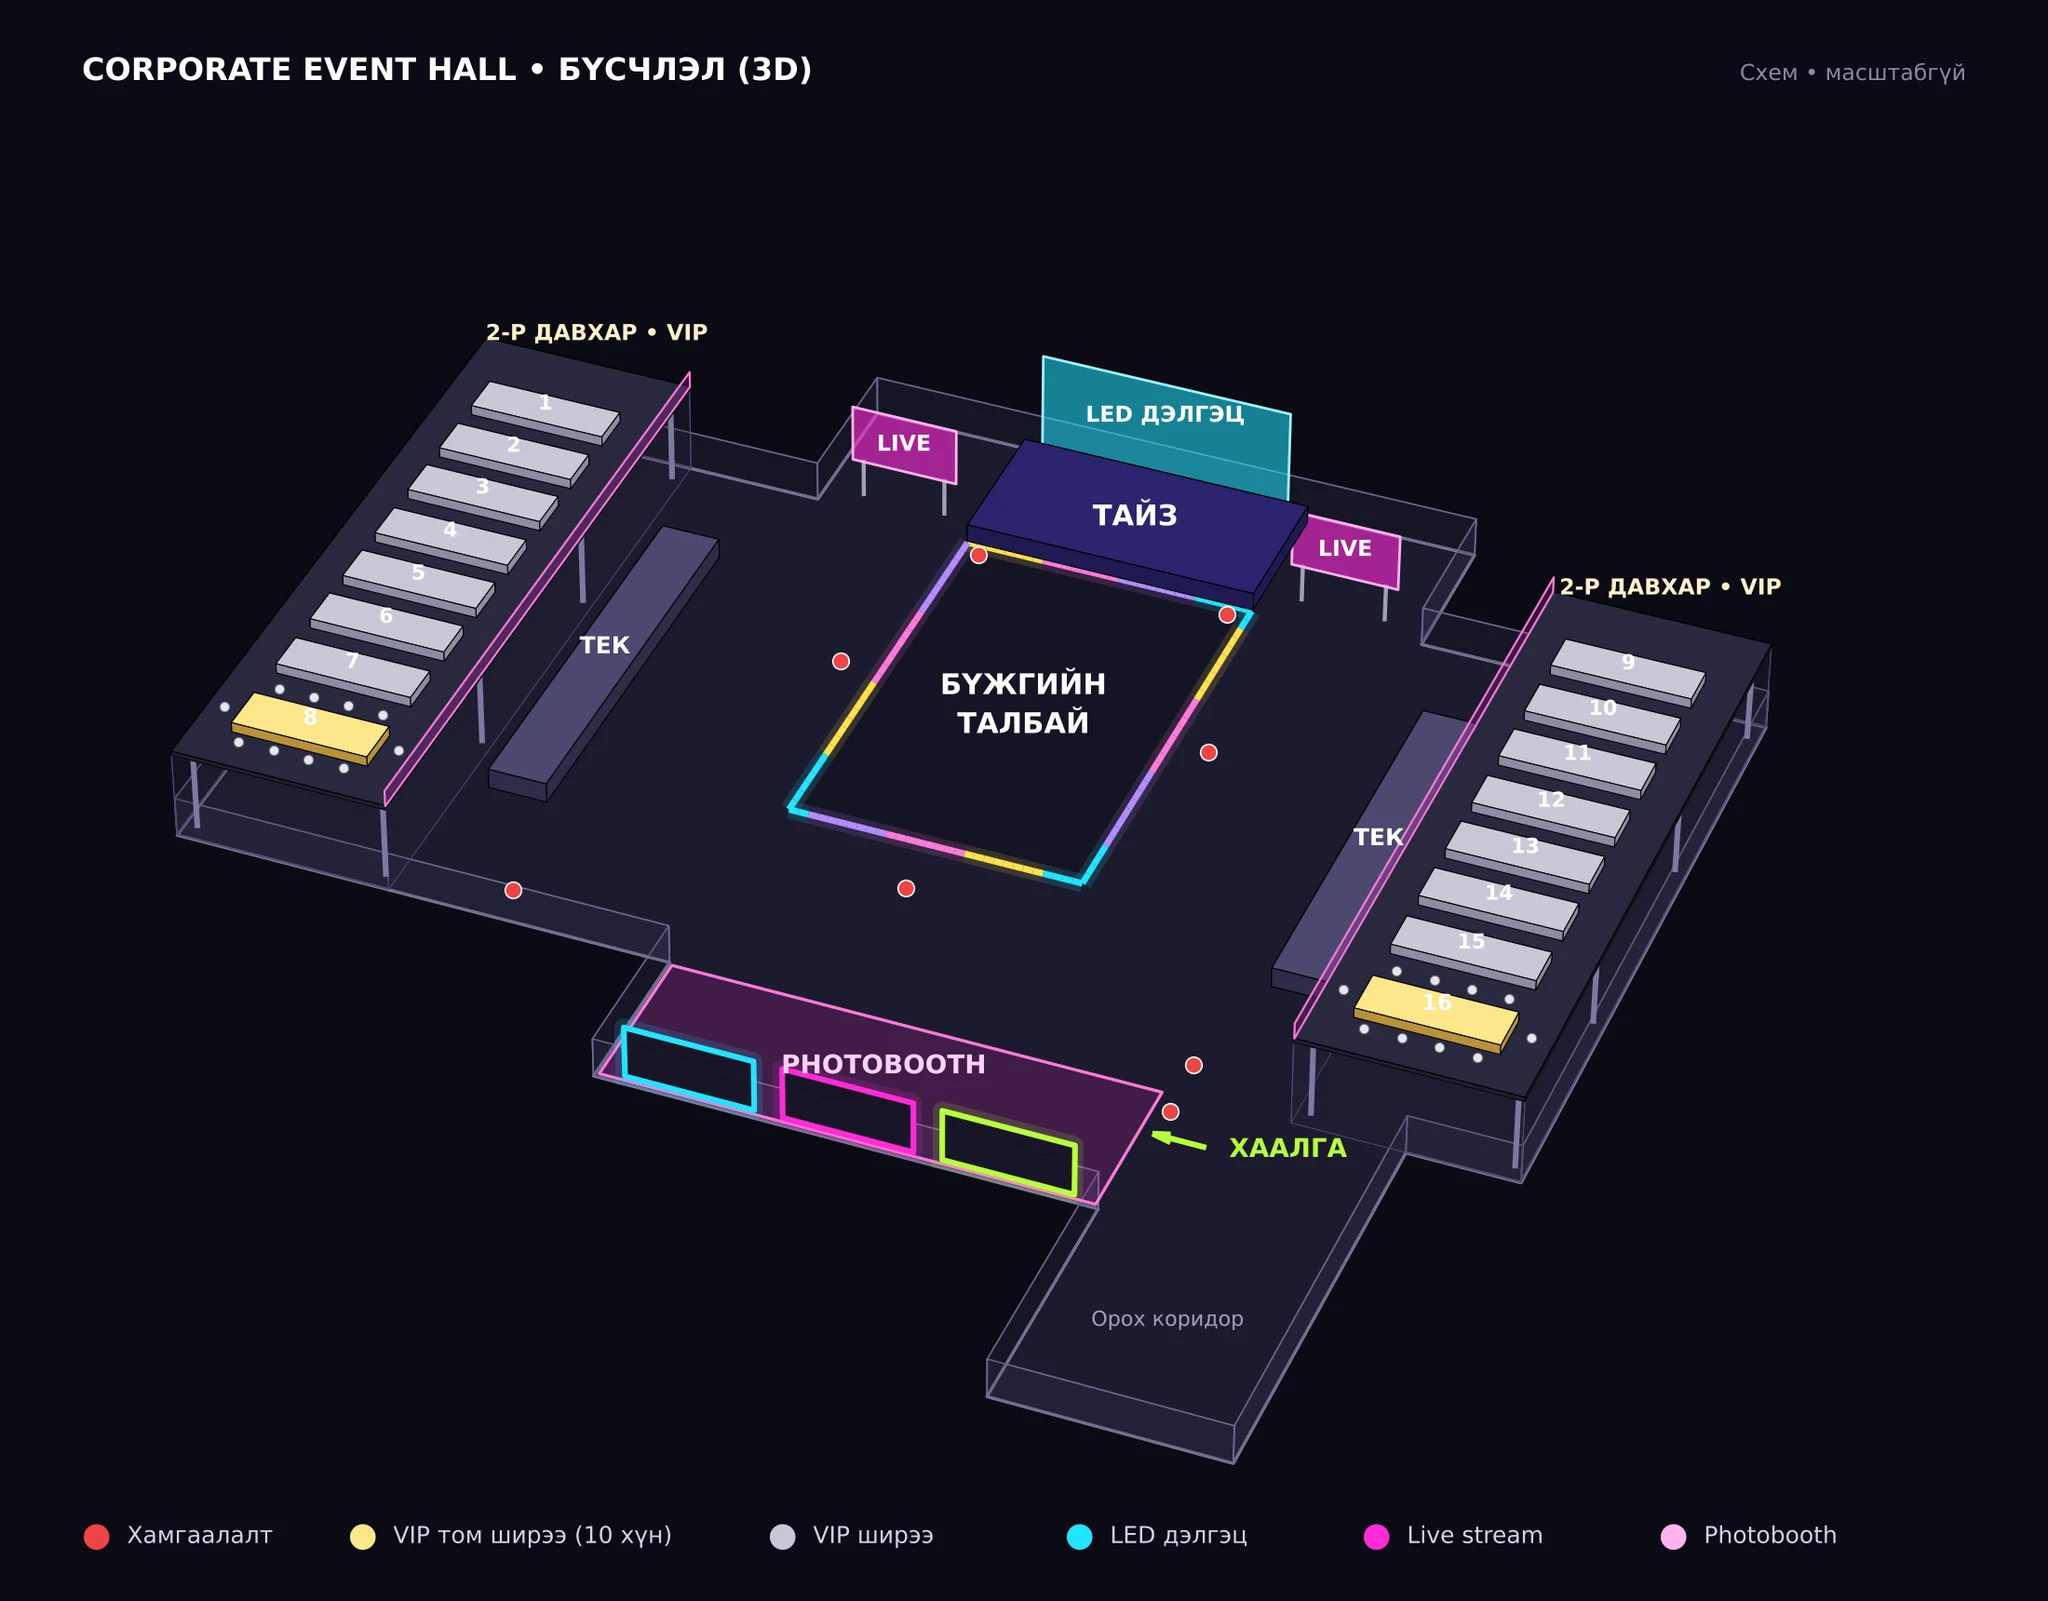 CORPORATE EVENT HALL • БҮСЧЛЭЛ (3D)
Схем • масштабгүй
2-Р ДАВХАР • VIP
1
2
3
4
5
6
7
8
ТЕК
LIVE
LED ДЭЛГЭЦ
ТАЙЗ
LIVE
БҮЖГИЙН
ТАЛБАЙ
2-Р ДАВХАР • VIP
9
10
11
12
13
14
15
16
ТЕК
PHOTOBOOTH
ХААЛГА
Орох коридор
Хамгаалалт
VIP том ширээ (10 хүн)
VIP ширээ
LED дэлгэц
Live stream
Photobooth